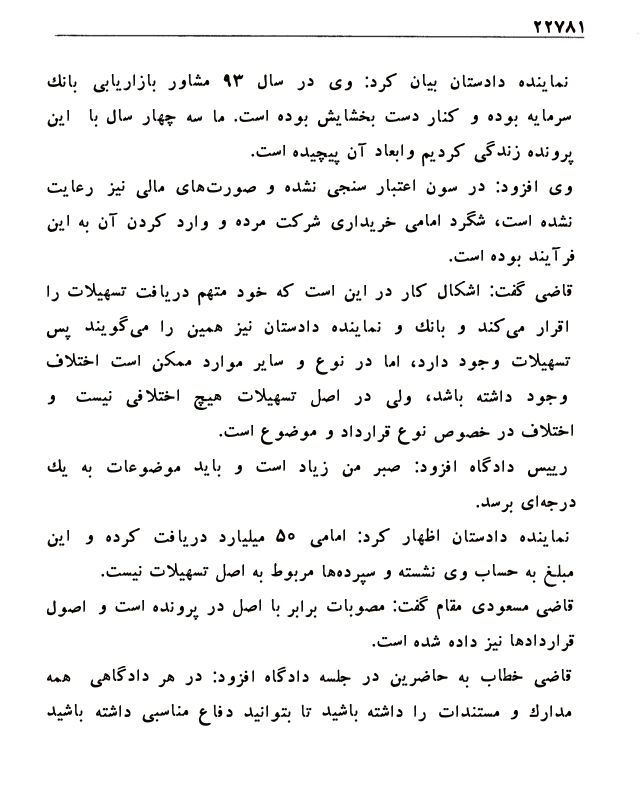 ۲۲۷۸۱
نماینده دادستان بیان کرد: وی در سال ۹۳ مشاور بازاریابی بانك
سرمایه بوده و کنار دست بخشایش بوده است. ما سه چهار سال با این
پرونده زندگی کردیم وابعاد آن پیچیده است.
وی افزود: در سون اعتبار سنجی نشده و صورت‌های مالی نیز رعایت
نشده است، شگرد امامی خریداری شرکت مرده و وارد کردن آن به این
فرآیند بوده است.
قاضی گفت: اشکال کار در این است که خود متهم دریافت تسهیلات را
اقرار می‌کند و بانك و نماینده دادستان نیز همین را می‌گویند پس
تسهیلات وجود دارد، اما در نوع و سایر موارد ممکن است اختلاف
وجود داشته باشد، ولی در اصل تسهیلات هیچ اختلافی نیست و
اختلاف در خصوص نوع قرارداد و موضوع است.
رییس دادگاه افزود: صبر من زیاد است و باید موضوعات به یك
درجه‌ای برسد.
نماینده دادستان اظهار کرد: امامی ۵۰ میلیارد دریافت کرده و این
مبلغ به حساب وی نشسته و سپرده‌ها مربوط به اصل تسهیلات نیست.
قاضی مسعودی مقام گفت: مصوبات برابر با اصل در پرونده است و اصول
قراردادها نیز داده شده است.
قاضی خطاب به حاضرین در جلسه دادگاه افزود: در هر دادگاهی همه
مدارك و مستندات را داشته باشید تا بتوانید دفاع مناسبی داشته باشید